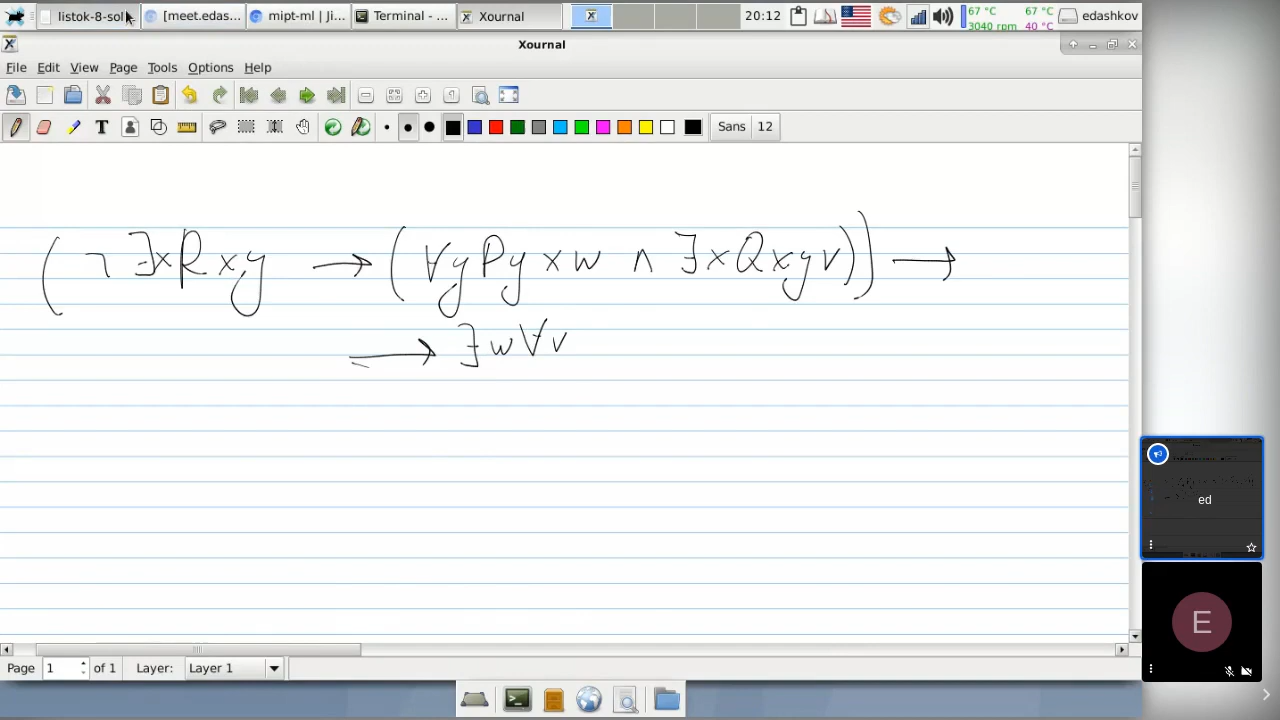 listok-8-sol
[meet.edas...
mipt-ml | Ji...
Terminal - ...
Xournal
20:12
67 °C
3040 rpm
67 °C
40 °C
edashkov
Xournal
File Edit View Page Tools Options Help
Sans 12
(¬∃xRxy → (∀yPyxw ∧ ∃xQxyv)) →
→ ∃w∀v
ed
E
Page 1 of 1 Layer: Layer 1